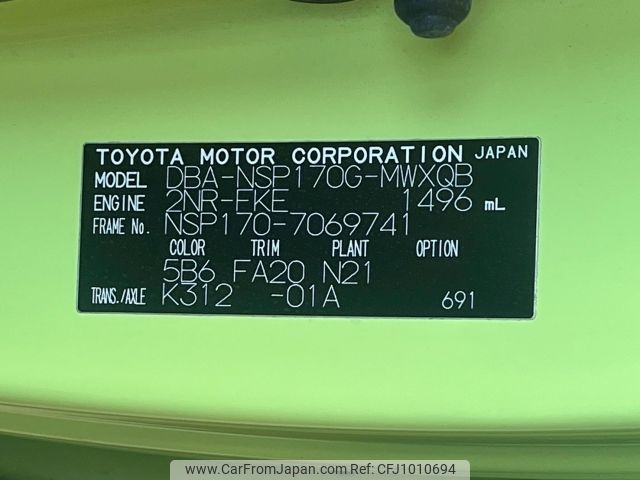 TOYOTA MOTOR CORPORATION JAPAN
MODEL DBA-NSP170G-MWXQB
ENGINE 2NR-FKE 1496 mL
FRAME No. NSP170-7069741
COLOR TRIM PLANT OPTION
5B6 FA20 N21
TRANS./AXLE K312 -01A 691
www.CarFromJapan.com | Ref. CFJ1010694